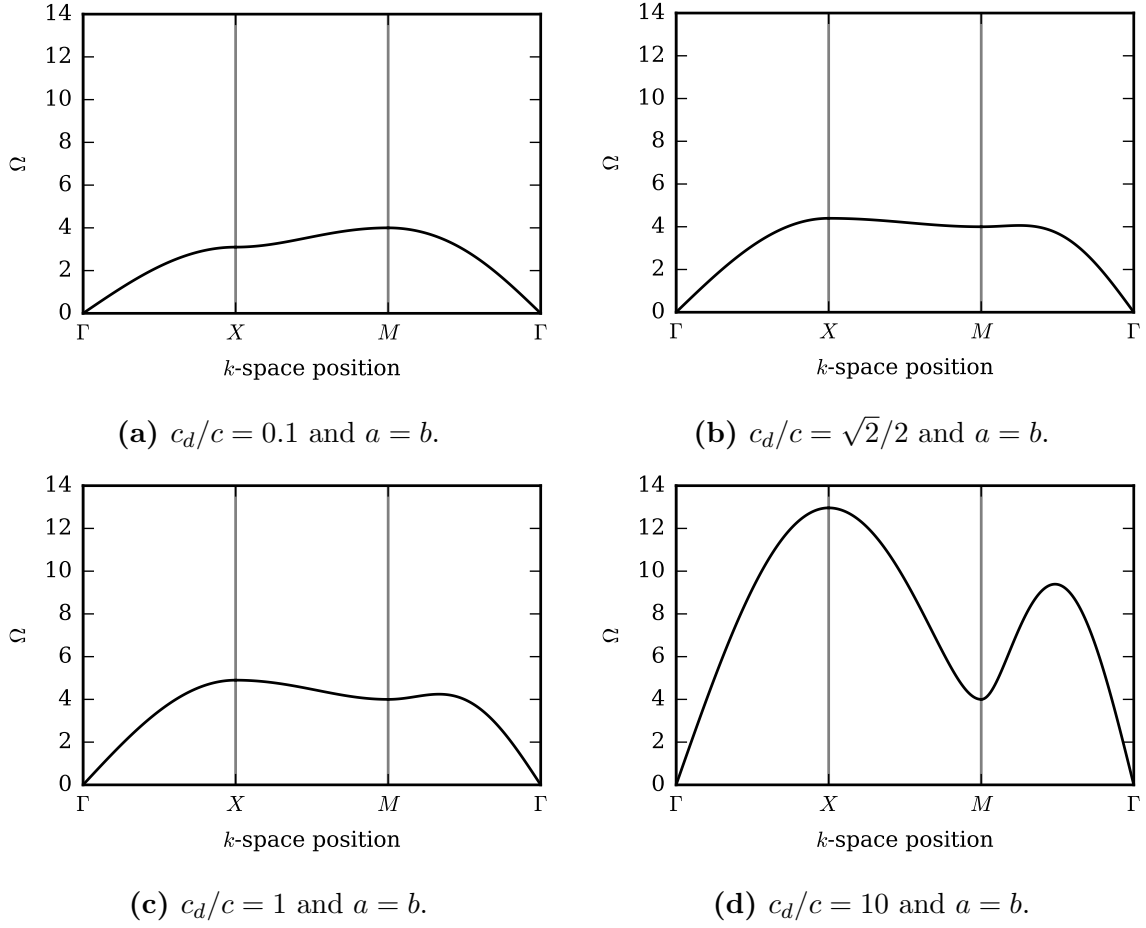 14
12
10
8
6
4
2
0
Ω
Γ X M Γ
k-space position
(a) c_d/c = 0.1 and a = b.
14
12
10
8
6
4
2
0
Ω
Γ X M Γ
k-space position
(b) c_d/c = √2/2 and a = b.
14
12
10
8
6
4
2
0
Ω
Γ X M Γ
k-space position
(c) c_d/c = 1 and a = b.
14
12
10
8
6
4
2
0
Ω
Γ X M Γ
k-space position
(d) c_d/c = 10 and a = b.